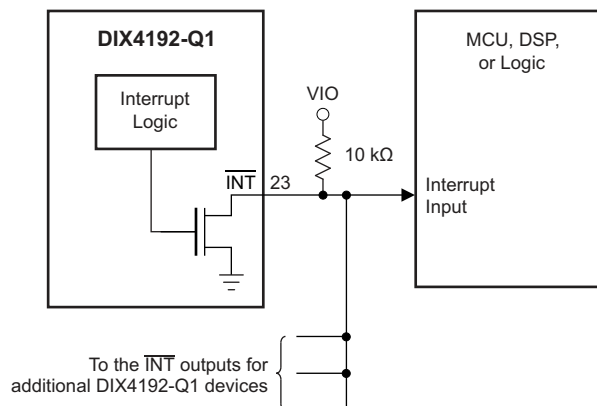 DIX4192-Q1
Interrupt
Logic
INT
23
VIO
10 kΩ
MCU, DSP,
or Logic
Interrupt
Input
To the INT outputs for
additional DIX4192-Q1 devices